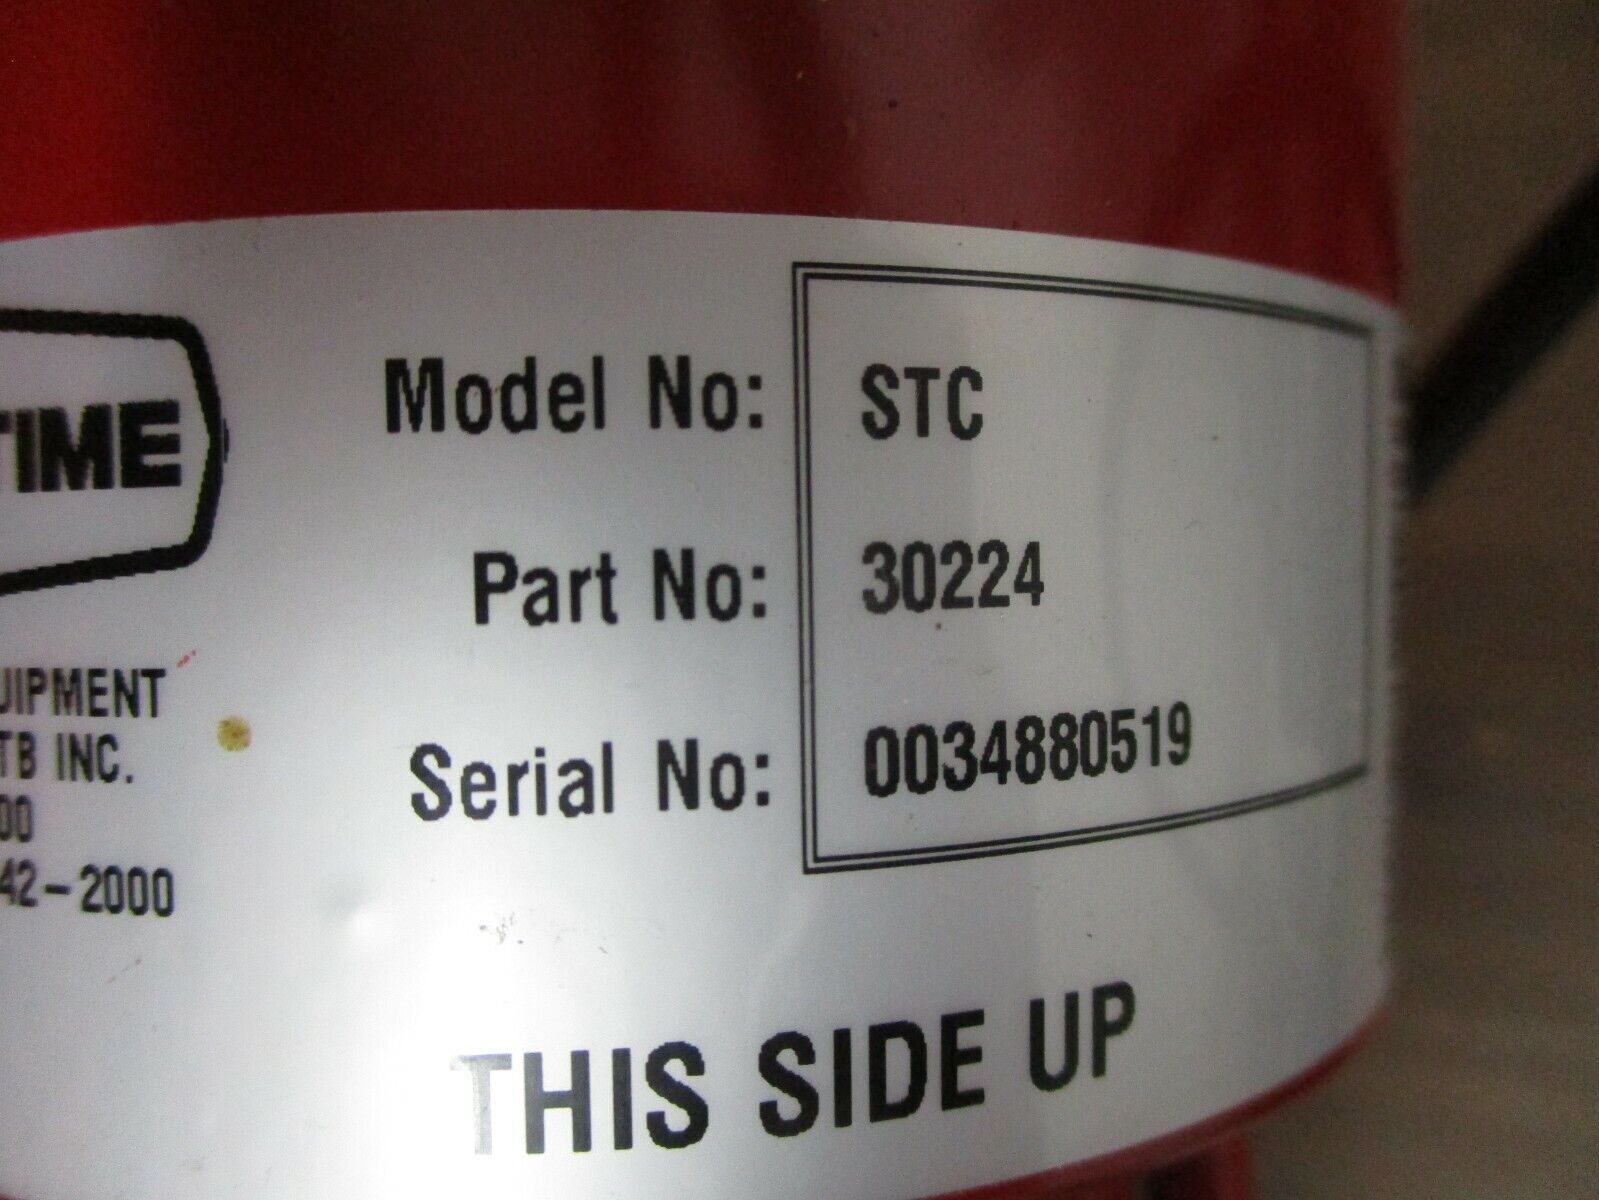 TIME
UIPMENT
TB INC.
00
42-2000
Model No: STC
Part No: 30224
Serial No: 0034880519
THIS SIDE UP